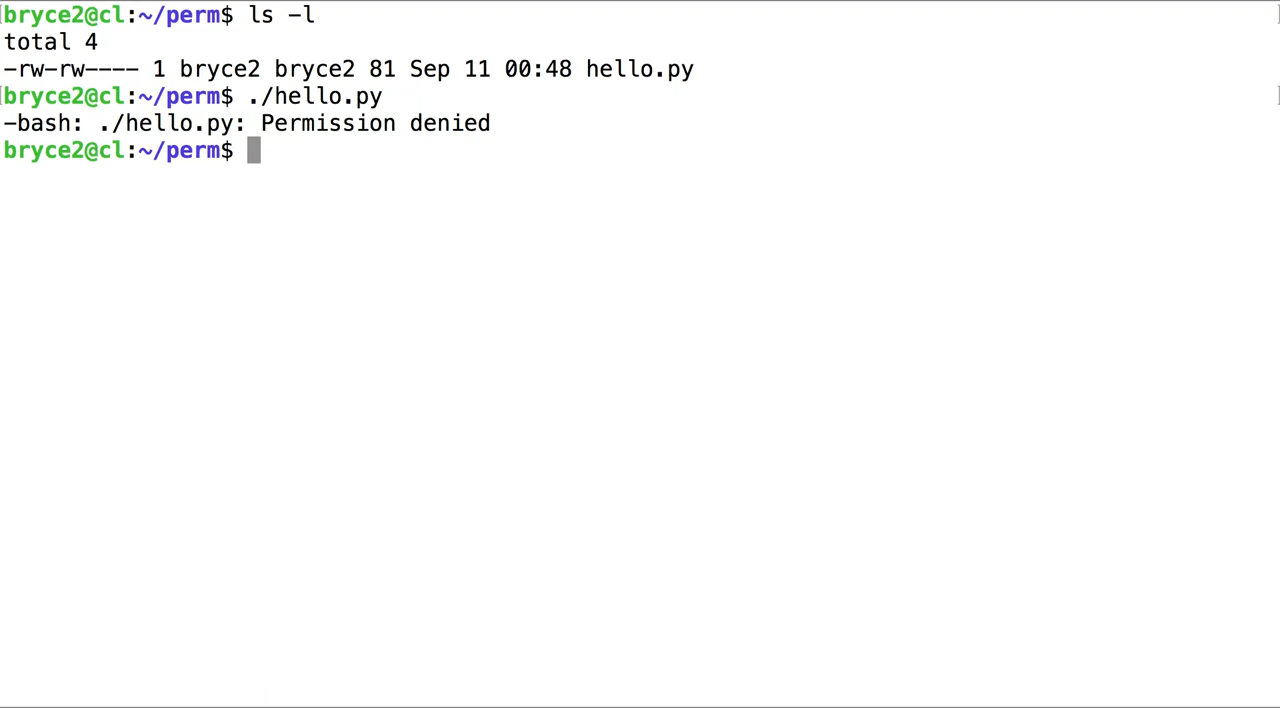 bryce2@cl:~/perm$ ls -l
total 4
-rw-rw---- 1 bryce2 bryce2 81 Sep 11 00:48 hello.py
bryce2@cl:~/perm$ ./hello.py
-bash: ./hello.py: Permission denied
bryce2@cl:~/perm$